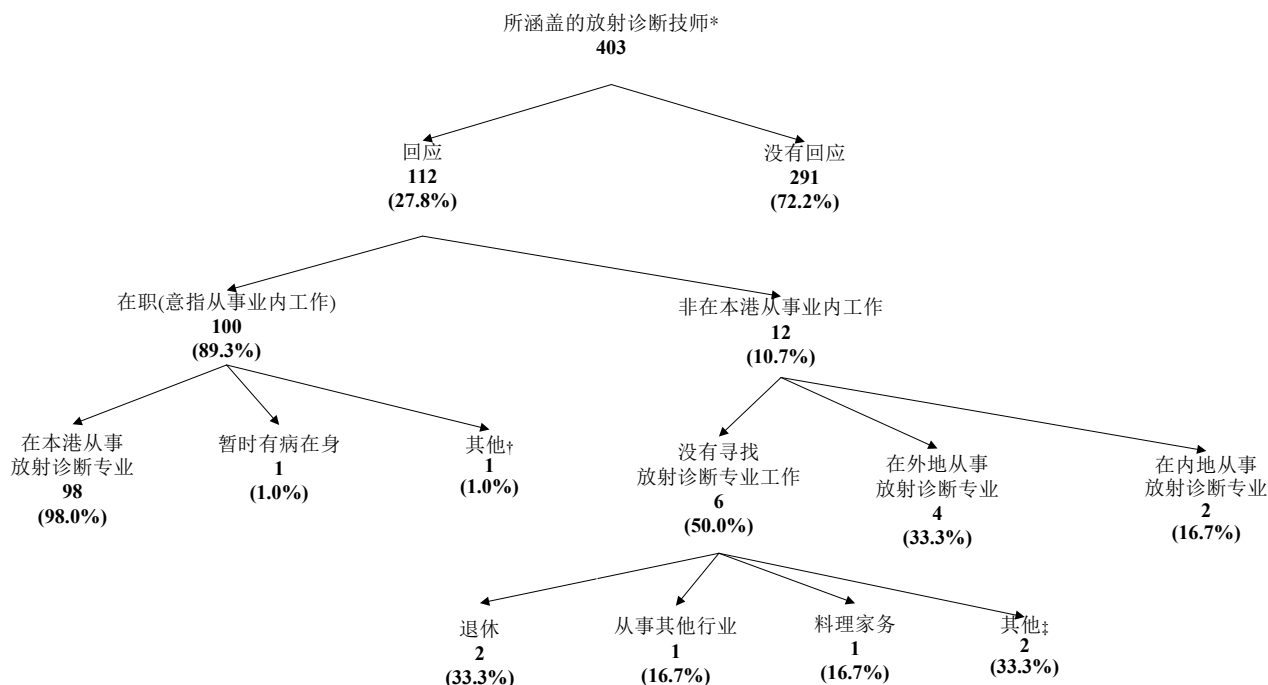 所涵盖的放射诊断技师*
403
回应
112
(27.8%)
没有回应
291
(72.2%)
在职(意指从事业内工作)
100
(89.3%)
非在本港从事业内工作
12
(10.7%)
在本港从事
放射诊断专业
98
(98.0%)
暂时有病在身
1
(1.0%)
其他†
1
(1.0%)
没有寻找
放射诊断专业工作
6
(50.0%)
在外地从事
放射诊断专业
4
(33.3%)
在内地从事
放射诊断专业
2
(16.7%)
退休
2
(33.3%)
从事其他行业
1
(16.7%)
料理家务
1
(16.7%)
其他‡
2
(33.3%)